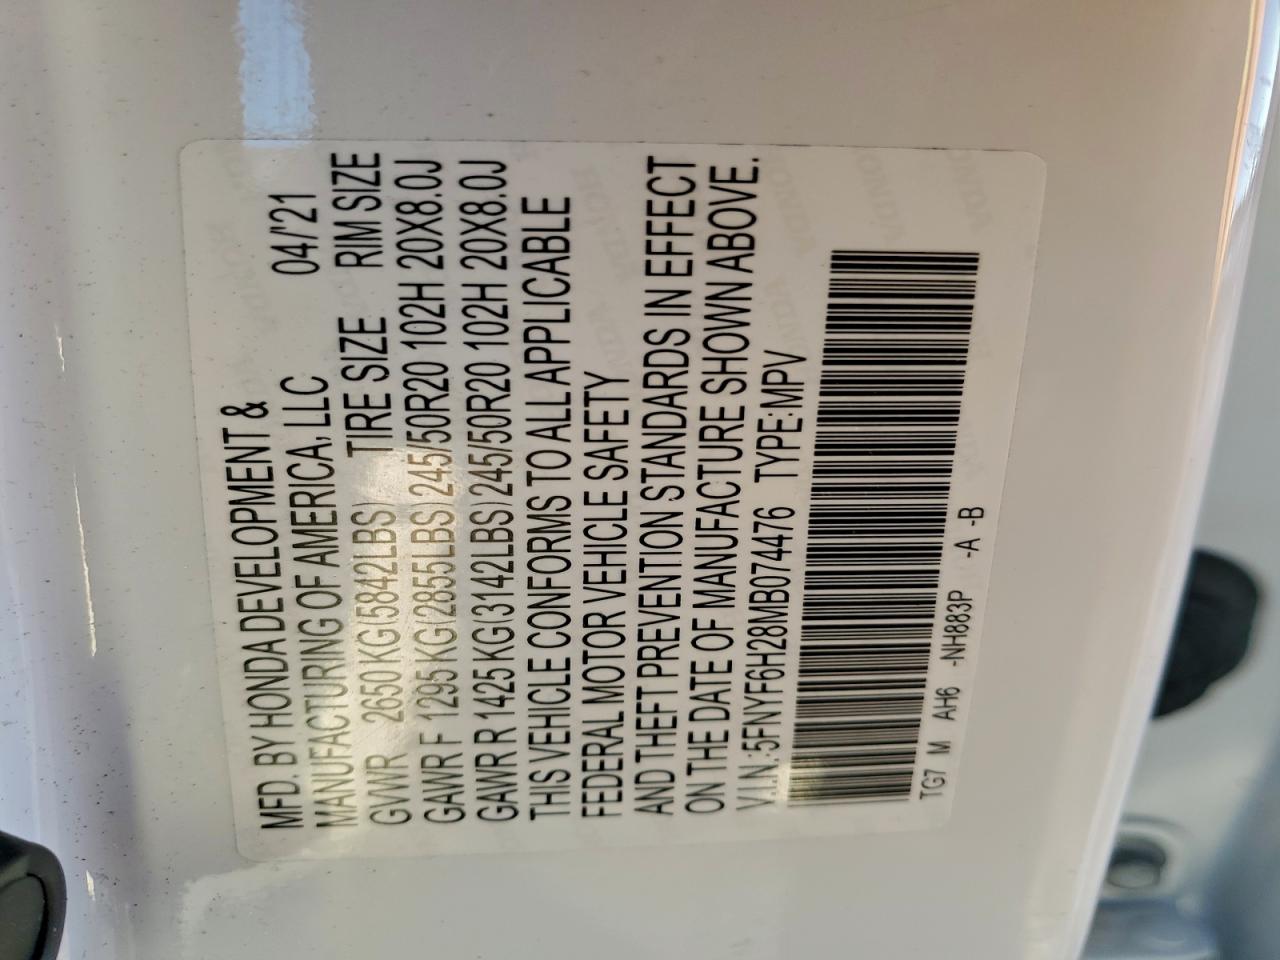 MFD. BY HONDA DEVELOPMENT &
MANUFACTURING OF AMERICA, LLC 04/'21
GVWR 2650KG(5842LBS) TIRE SIZE RIM SIZE
GAWR F 1295KG(2855LBS)245/50R20 102H 20X8.0J
GAWR R 1425KG(3142LBS)245/50R20 102H 20X8.0J
THIS VEHICLE CONFORMS TO ALL APPLICABLE
FEDERAL MOTOR VEHICLE SAFETY
AND THEFT PREVENTION STANDARDS IN EFFECT
ON THE DATE OF MANUFACTURE SHOWN ABOVE.
V.I.N.:5FNYF6H28MB074476 TYPE:MPV
TG7 M AH6 -NH883P -A -B